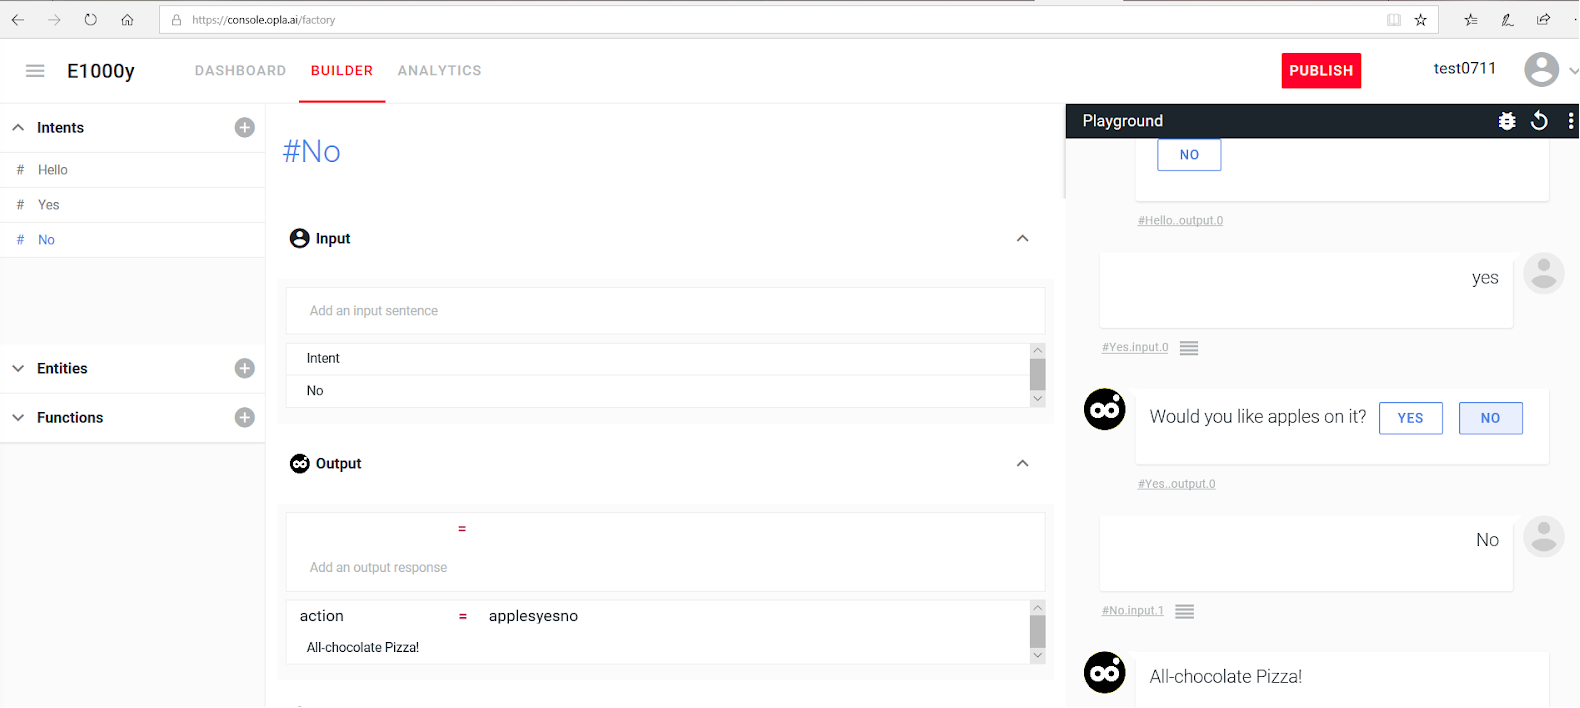 https://console.opla.ai/factory
E1000y DASHBOARD BUILDER ANALYTICS PUBLISH test0711
Intents
# Hello
# Yes
# No
Entities
Functions
#No
Input
Add an input sentence
Intent
No
Output
=
Add an output response
action = applesyesno
All-chocolate Pizza!
Playground
NO
#Hello..output.0
yes
#Yes.input.0
Would you like apples on it? YES NO
#Yes..output.0
No
#No.input.1
All-chocolate Pizza!